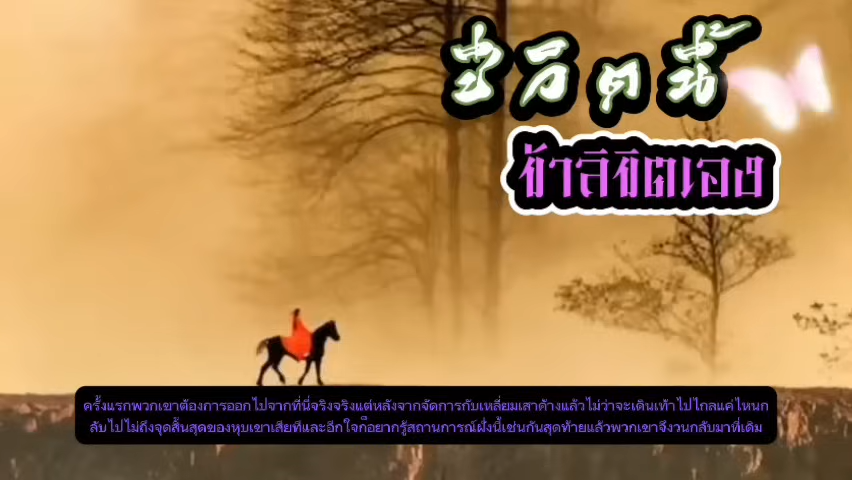 ชีวิตนี้
ข้าลิขิตเอง
ครั้งแรกพวกเขาต้องการออกไปจากที่นี่จริงจริงแต่หลังจากจัดการกับเหลี่ยมเสาต้างแล้วไม่ว่าจะเดินเท้าไปไกลแค่ไหนก
ลับไปไม่ถึงจุดสิ้นสุดของหุบเขาเสียทีและอีกใจก็อยากรู้สถานการณ์ฝั่งนี้เช่นกันสุดท้ายแล้วพวกเขาจึงวนกลับมาที่เดิม